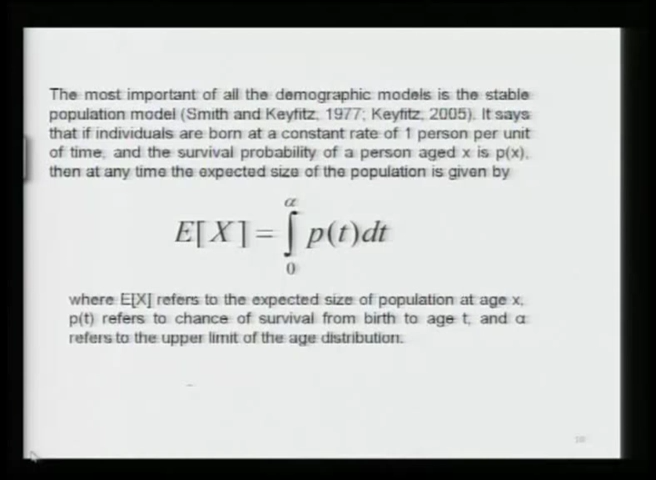 The most important of all the demographic models is the stable
population model (Smith and Keyfitz, 1977; Keyfitz, 2005). It says
that if individuals are born at a constant rate of 1 person per unit
of time, and the survival probability of a person aged x is p(x),
then at any time the expected size of the population is given by
α
E[X] = ∫ p(t)dt
0
where E[X] refers to the expected size of population at age x,
p(t) refers to chance of survival from birth to age t, and α
refers to the upper limit of the age distribution.